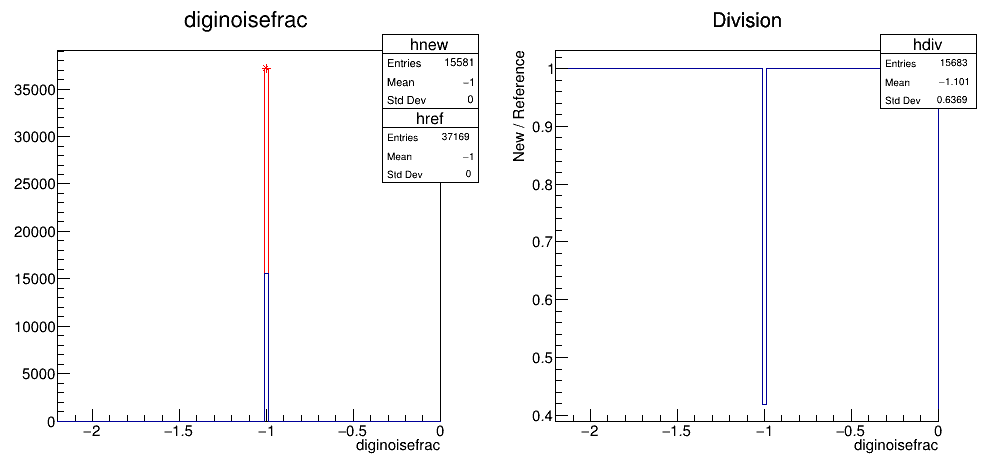 diginoisefrac
hnew
Entries 15581
Mean −1
Std Dev 0
href
Entries 37169
Mean −1
Std Dev 0
35000
30000
25000
20000
15000
10000
5000
0
−2 −1.5 −1 −0.5 0
diginoisefrac
Division
hdiv
Entries 15683
Mean −1.101
Std Dev 0.6369
New / Reference
1
0.9
0.8
0.7
0.6
0.5
0.4
−2 −1.5 −1 −0.5 0
diginoisefrac